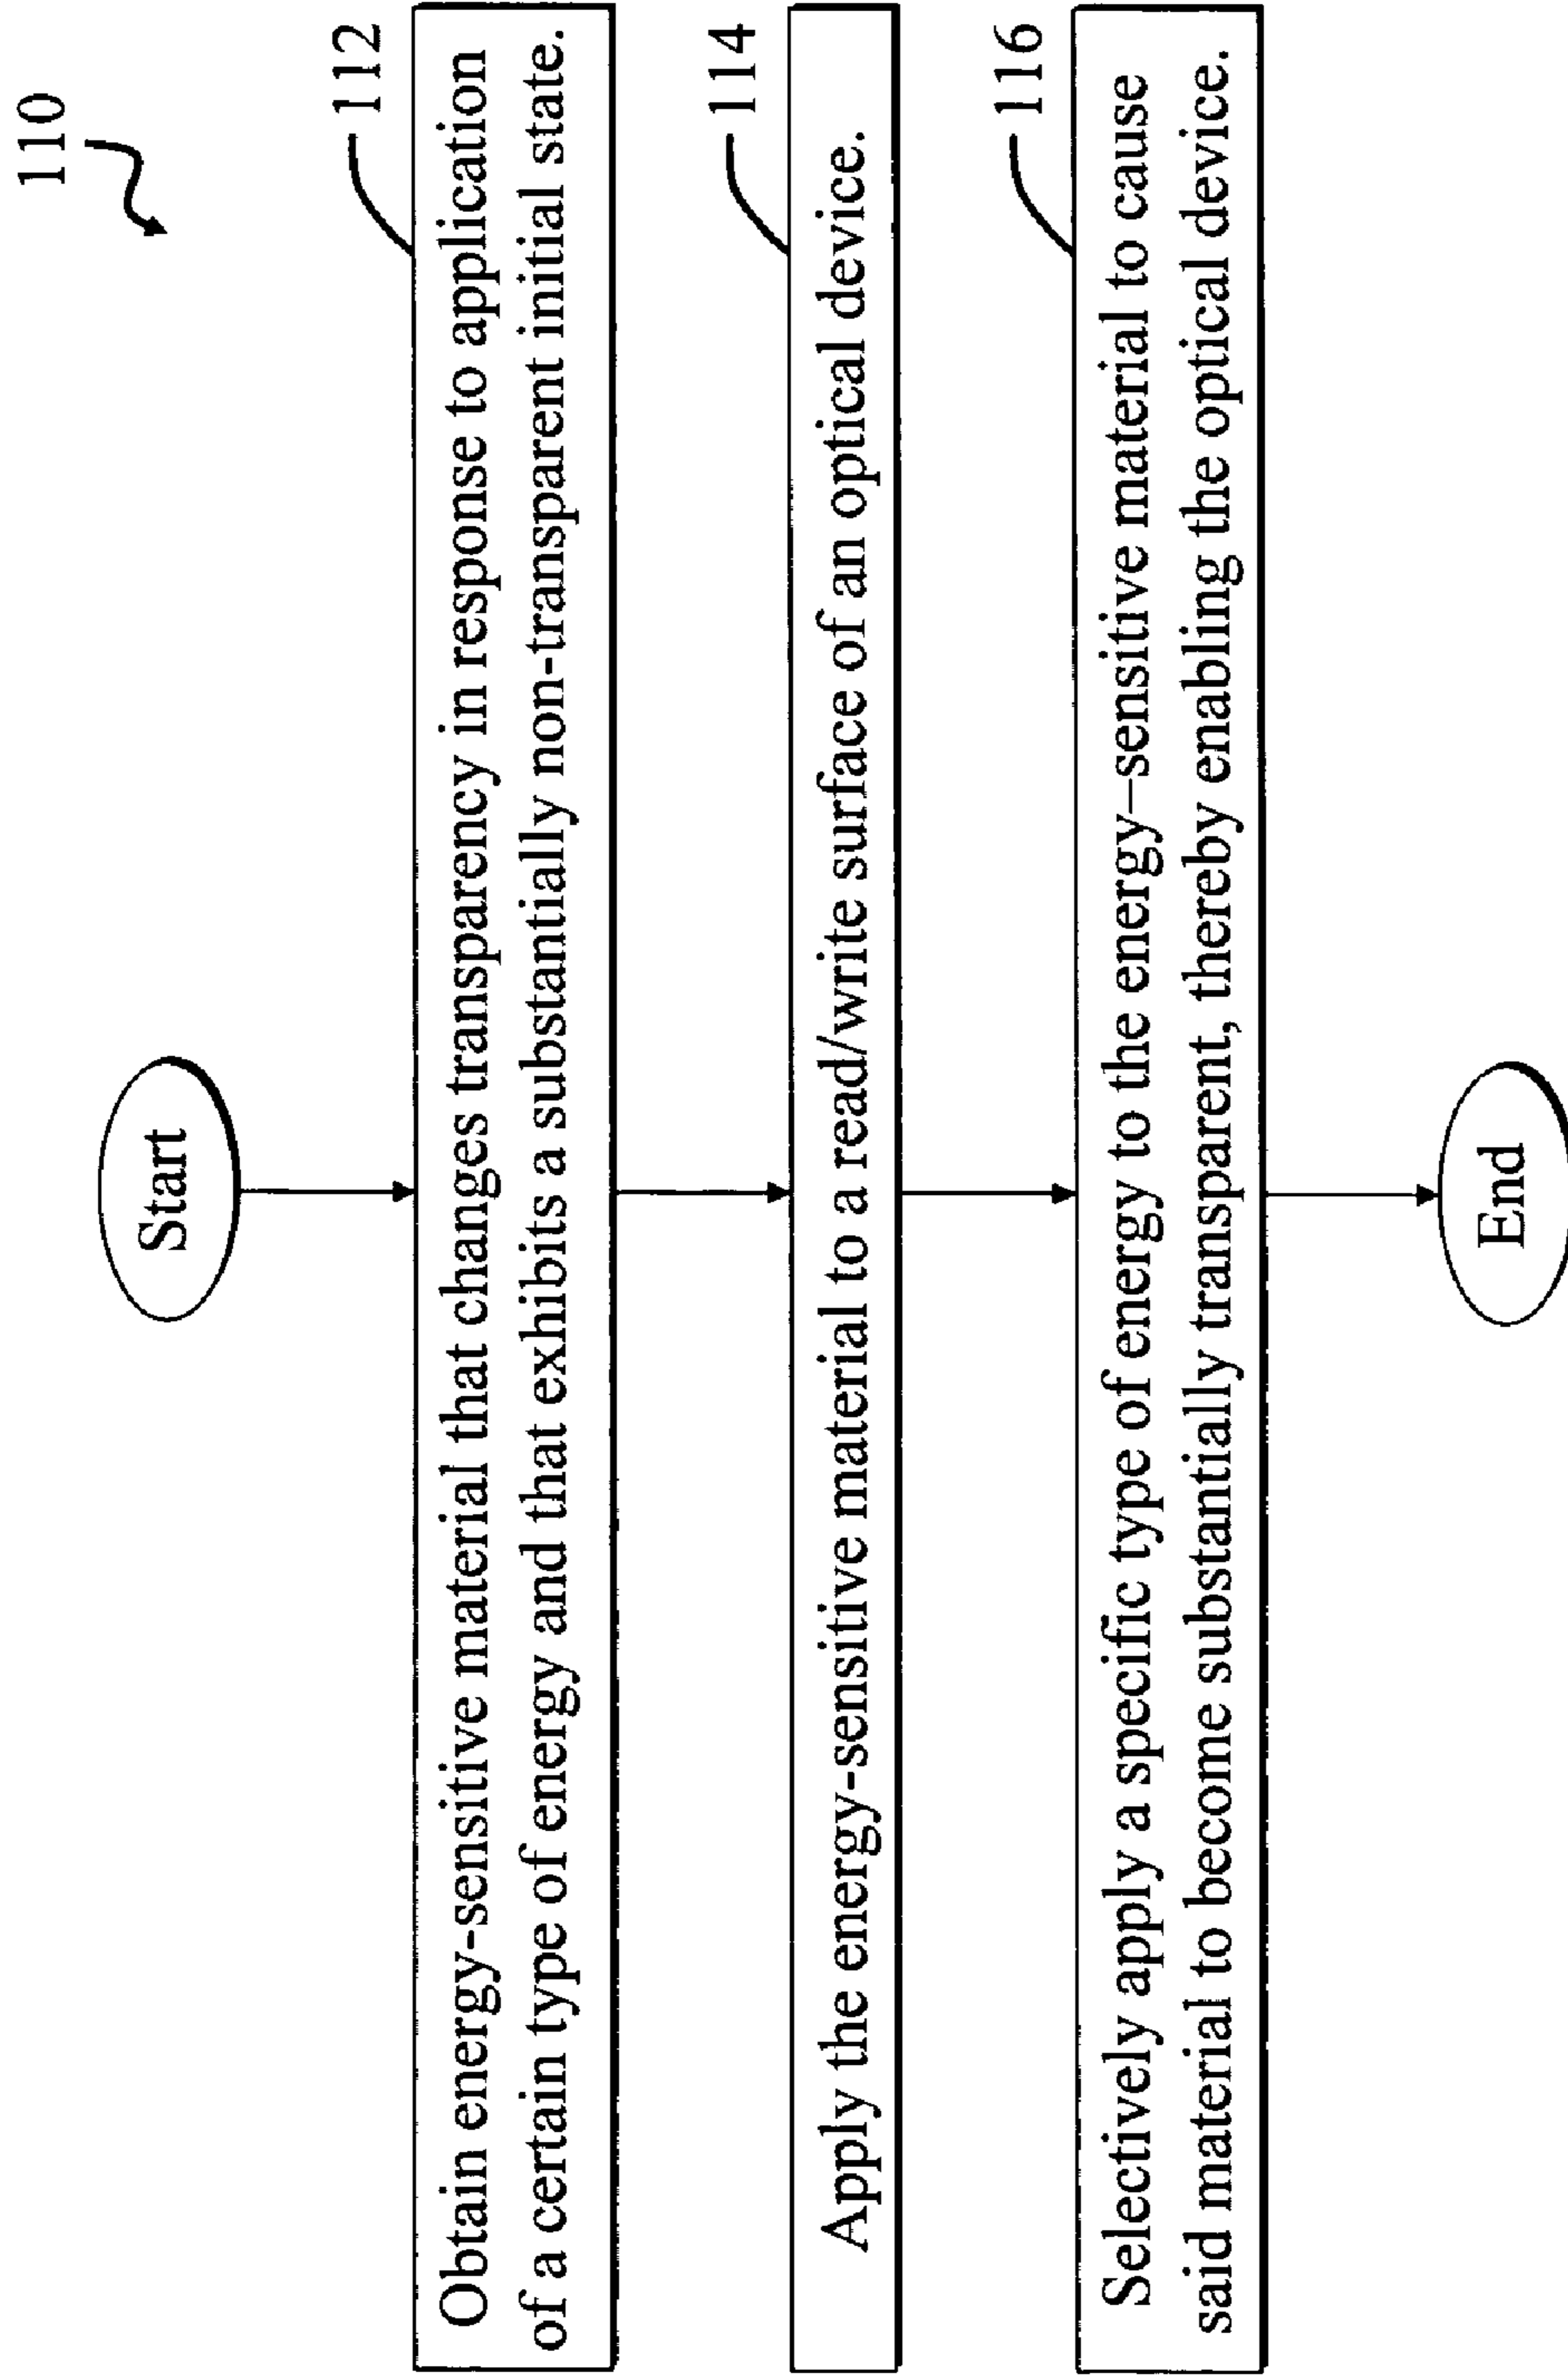 110
Start
112
Obtain energy-sensitive material that changes transparency in response to application
of a certain type of energy and that exhibits a substantially non-transparent initial state.
114
Apply the energy-sensitive material to a read/write surface of an optical device.
116
Selectively apply a specific type of energy to the energy–sensitive material to cause
said material to become substantially transparent, thereby enabling the optical device.
End